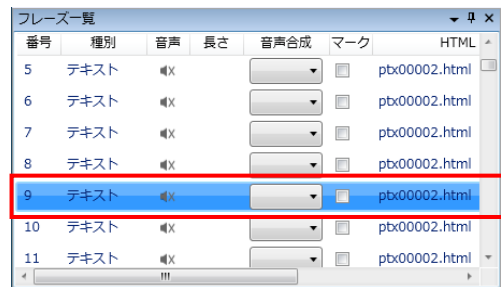 フレーズ一覧
番号 種別 音声 長さ 音声合成 マーク HTML
5 テキスト ptx00002.html
6 テキスト ptx00002.html
7 テキスト ptx00002.html
8 テキスト ptx00002.html
9 テキスト ptx00002.html
10 テキスト ptx00002.html
11 テキスト ptx00002.html